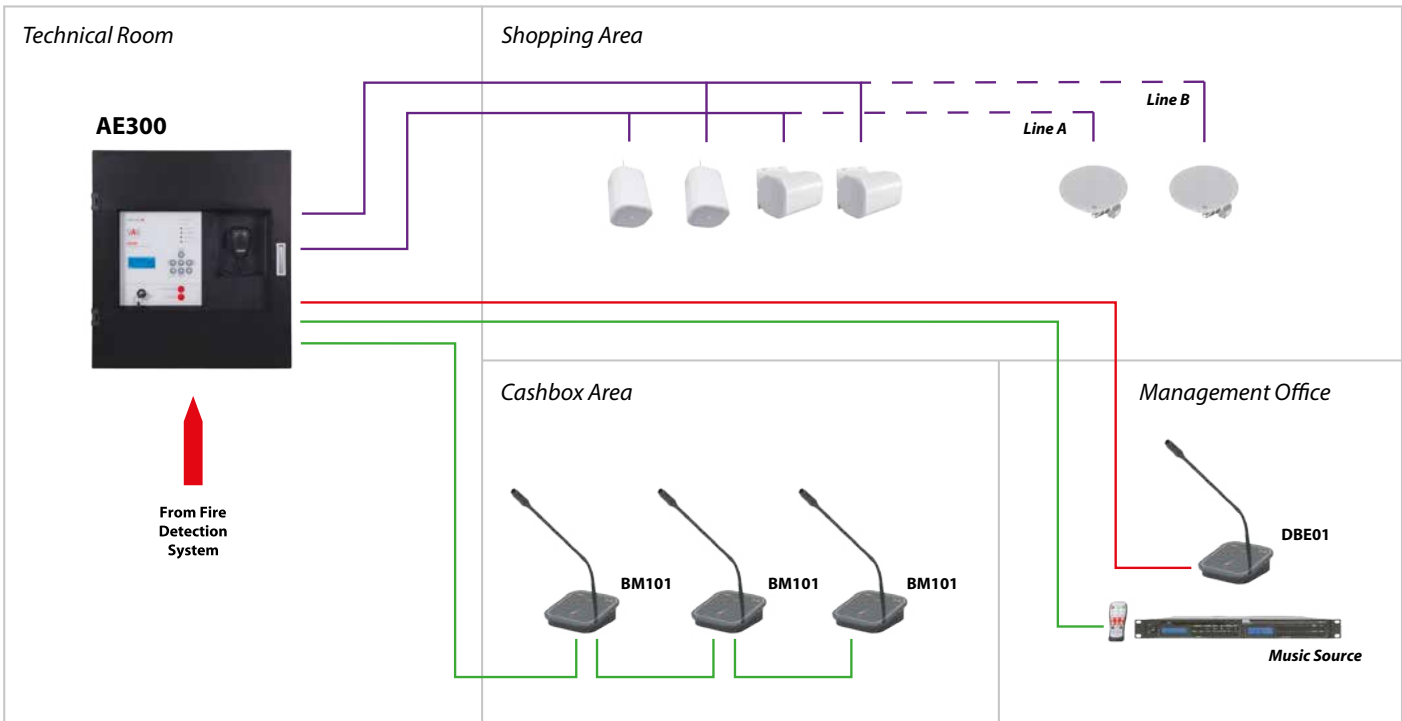 Technical Room
Shopping Area
AE300
Line B
Line A
Cashbox Area
Management Office
From Fire
Detection
System
BM101
BM101
BM101
DBE01
Music Source